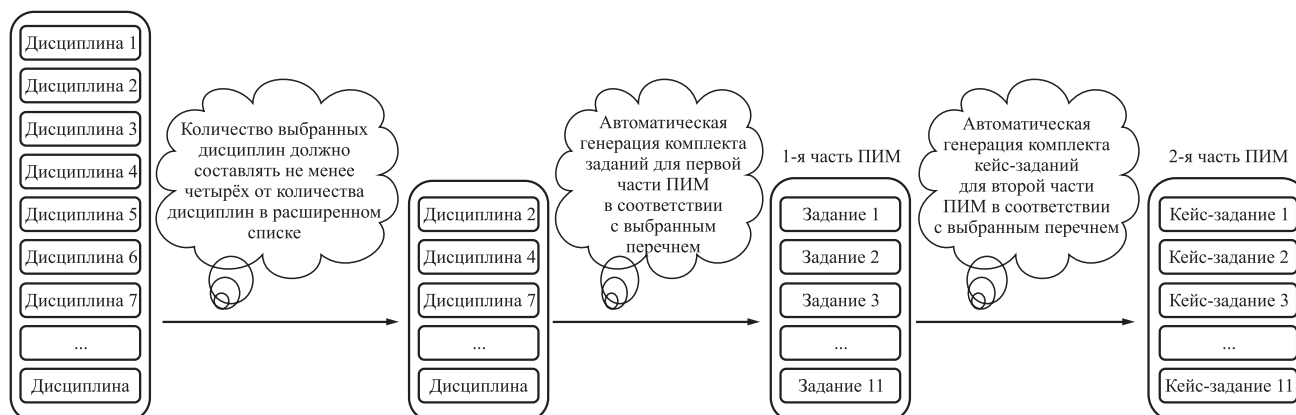 Дисциплина 1
Дисциплина 2
Дисциплина 3
Дисциплина 4
Дисциплина 5
Дисциплина 6
Дисциплина 7
...
Дисциплина
Количество выбранных
дисциплин должно
составлять не менее
четырёх от количества
дисциплин в расширенном
списке
Дисциплина 2
Дисциплина 4
Дисциплина 7
...
Дисциплина
Автоматическая
генерация комплекта
заданий для первой
части ПИМ
в соответствии
с выбранным
перечнем
1-я часть ПИМ
Задание 1
Задание 2
Задание 3
...
Задание 11
Автоматическая
генерация комплекта
кейс-заданий
для второй части
ПИМ в соответствии
с выбранным перечнем
2-я часть ПИМ
Кейс-задание 1
Кейс-задание 2
Кейс-задание 3
...
Кейс-задание 11